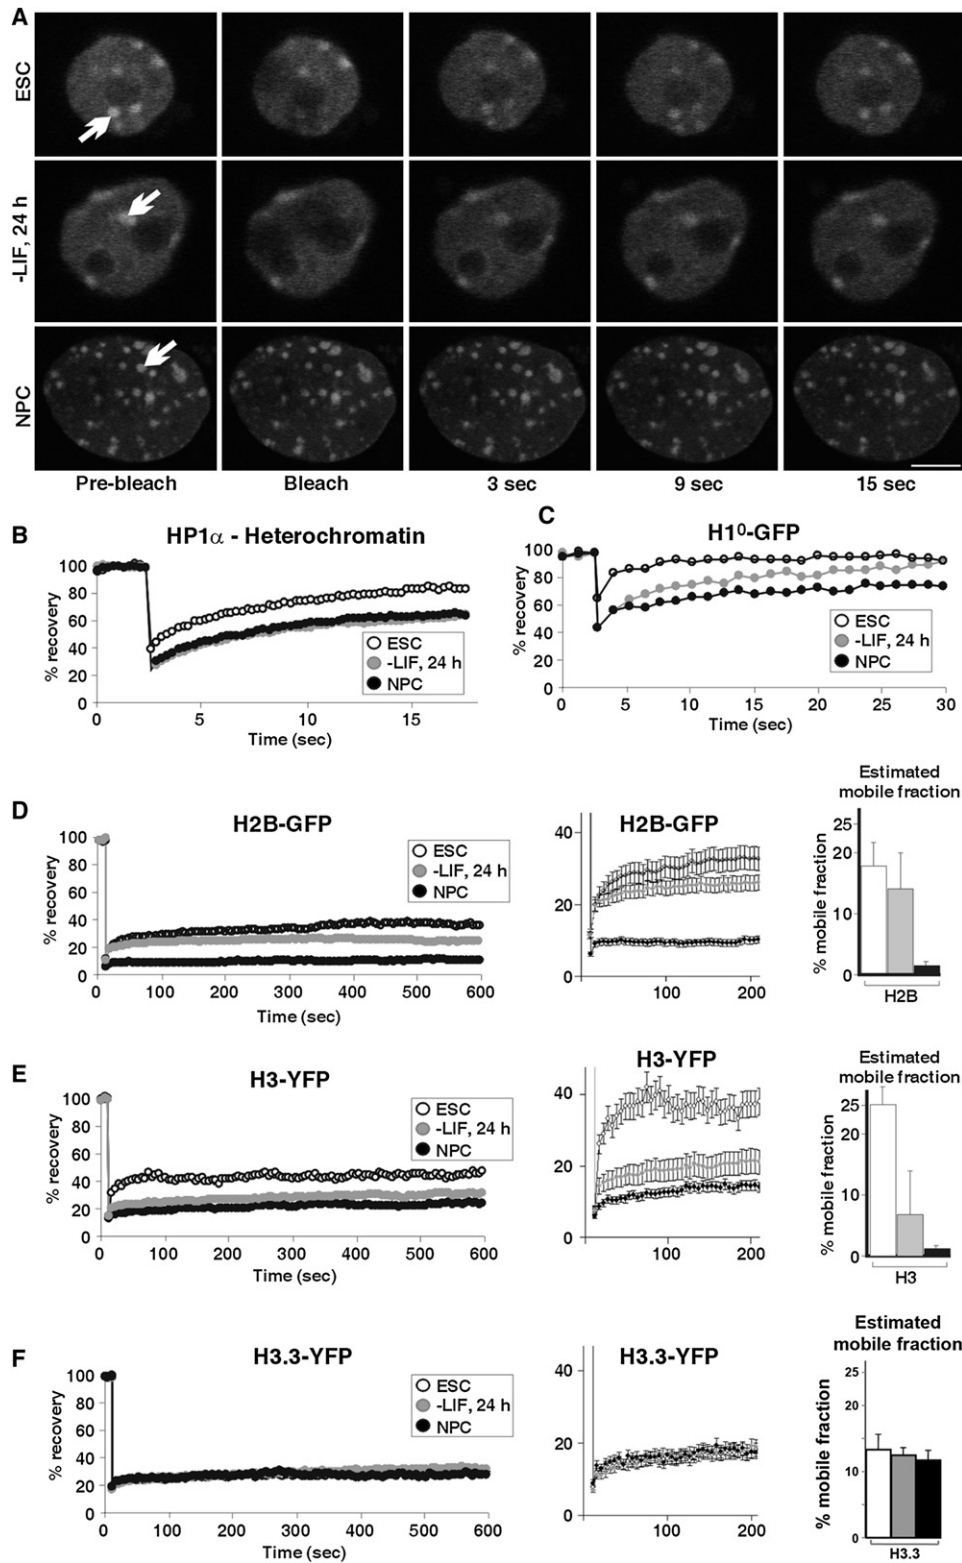 A
ESC
-LIF, 24 h
NPC
Pre-bleach Bleach 3 sec 9 sec 15 sec
B
HP1α - Heterochromatin
% recovery
100
80
60
40
20
0
0 5 10 15
Time (sec)
ESC
-LIF, 24 h
NPC
C
H1⁰-GFP
% recovery
100
80
60
40
20
0
0 5 10 15 20 25 30
Time (sec)
ESC
-LIF, 24 h
NPC
D
H2B-GFP
% recovery
100
80
60
40
20
0
0 100 200 300 400 500 600
Time (sec)
ESC
-LIF, 24 h
NPC
H2B-GFP
40
20
0
100 200
Estimated
mobile fraction
% mobile fraction
25
20
10
0
H2B
E
H3-YFP
% recovery
100
80
60
40
20
0
0 100 200 300 400 500 600
Time (sec)
ESC
-LIF, 24 h
NPC
H3-YFP
40
20
0
100 200
Estimated
mobile fraction
% mobile fraction
25
20
10
0
H3
F
H3.3-YFP
% recovery
100
80
60
40
20
0
0 100 200 300 400 500 600
Time (sec)
ESC
-LIF, 24 h
NPC
H3.3-YFP
40
20
0
100 200
Estimated
mobile fraction
% mobile fraction
25
20
10
0
H3.3